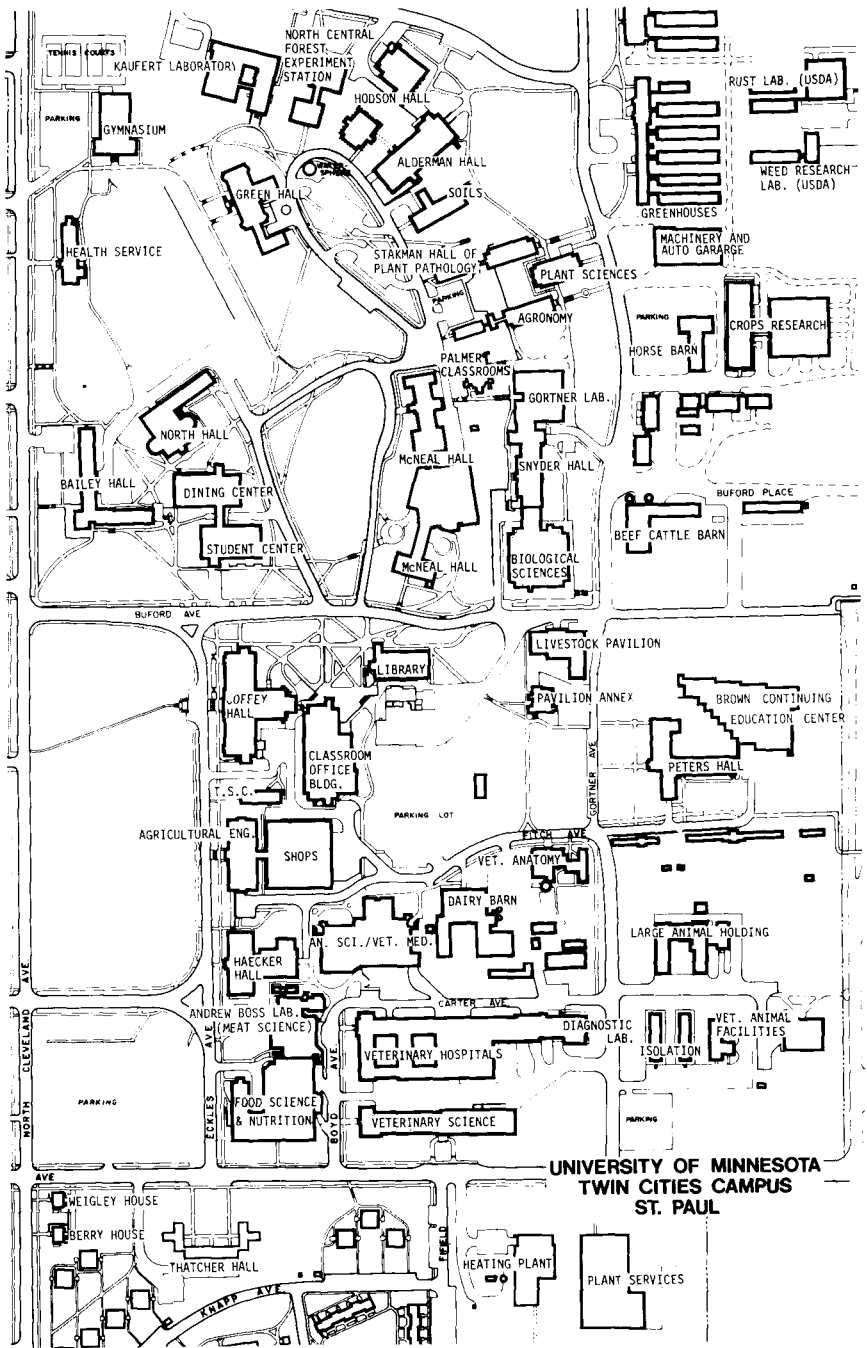 NORTH CENTRAL
FOREST
EXPERIMENT
STATION
TENNIS COURTS
KAUFERT LABORATORY
RUST LAB. (USDA)
HODSON HALL
PARKING
GYMNASIUM
ALDERMAN HALL
WEED RESEARCH
LAB. (USDA)
GREEN HALL
SOILS
GREENHOUSES
HEALTH SERVICE
STAKMAN HALL OF
PLANT PATHOLOGY
MACHINERY AND
AUTO GARARGE
PLANT SCIENCES
PARKING
AGRONOMY
PARKING
CROPS RESEARCH
HORSE BARN
PALMER
CLASSROOMS
GORTNER LAB.
NORTH HALL
McNEAL HALL
SNYDER HALL
BAILEY HALL
DINING CENTER
BUFORD PLACE
STUDENT CENTER
BEEF CATTLE BARN
McNEAL HALL
BIOLOGICAL
SCIENCES
BUFORD AVE
LIVESTOCK PAVILION
LIBRARY
COFFEY
HALL
PAVILION ANNEX
BROWN CONTINUING
EDUCATION CENTER
CLASSROOM
OFFICE
BLDG.
GORTNER AVE
PETERS HALL
T.S.C.
PARKING LOT
AGRICULTURAL ENG.
FITCH AVE
SHOPS
VET. ANATOMY
DAIRY BARN
LARGE ANIMAL HOLDING
AN. SCI./VET. MED.
HAECKER
HALL
NORTH CLEVELAND AVE
CARTER AVE.
ANDREW BOSS LAB.
(MEAT SCIENCE)
DIAGNOSTIC
LAB.
VET. ANIMAL
FACILITIES
ISOLATION
VETERINARY HOSPITALS
ECKLES AVE
BOYD AVE
PARKING
FOOD SCIENCE
& NUTRITION
VETERINARY SCIENCE
PARKING
UNIVERSITY OF MINNESOTA
TWIN CITIES CAMPUS
ST. PAUL
AVE
WEIGLEY HOUSE
BERRY HOUSE
THATCHER HALL
FIFIELD
HEATING PLANT
PLANT SERVICES
KNAPP AVE